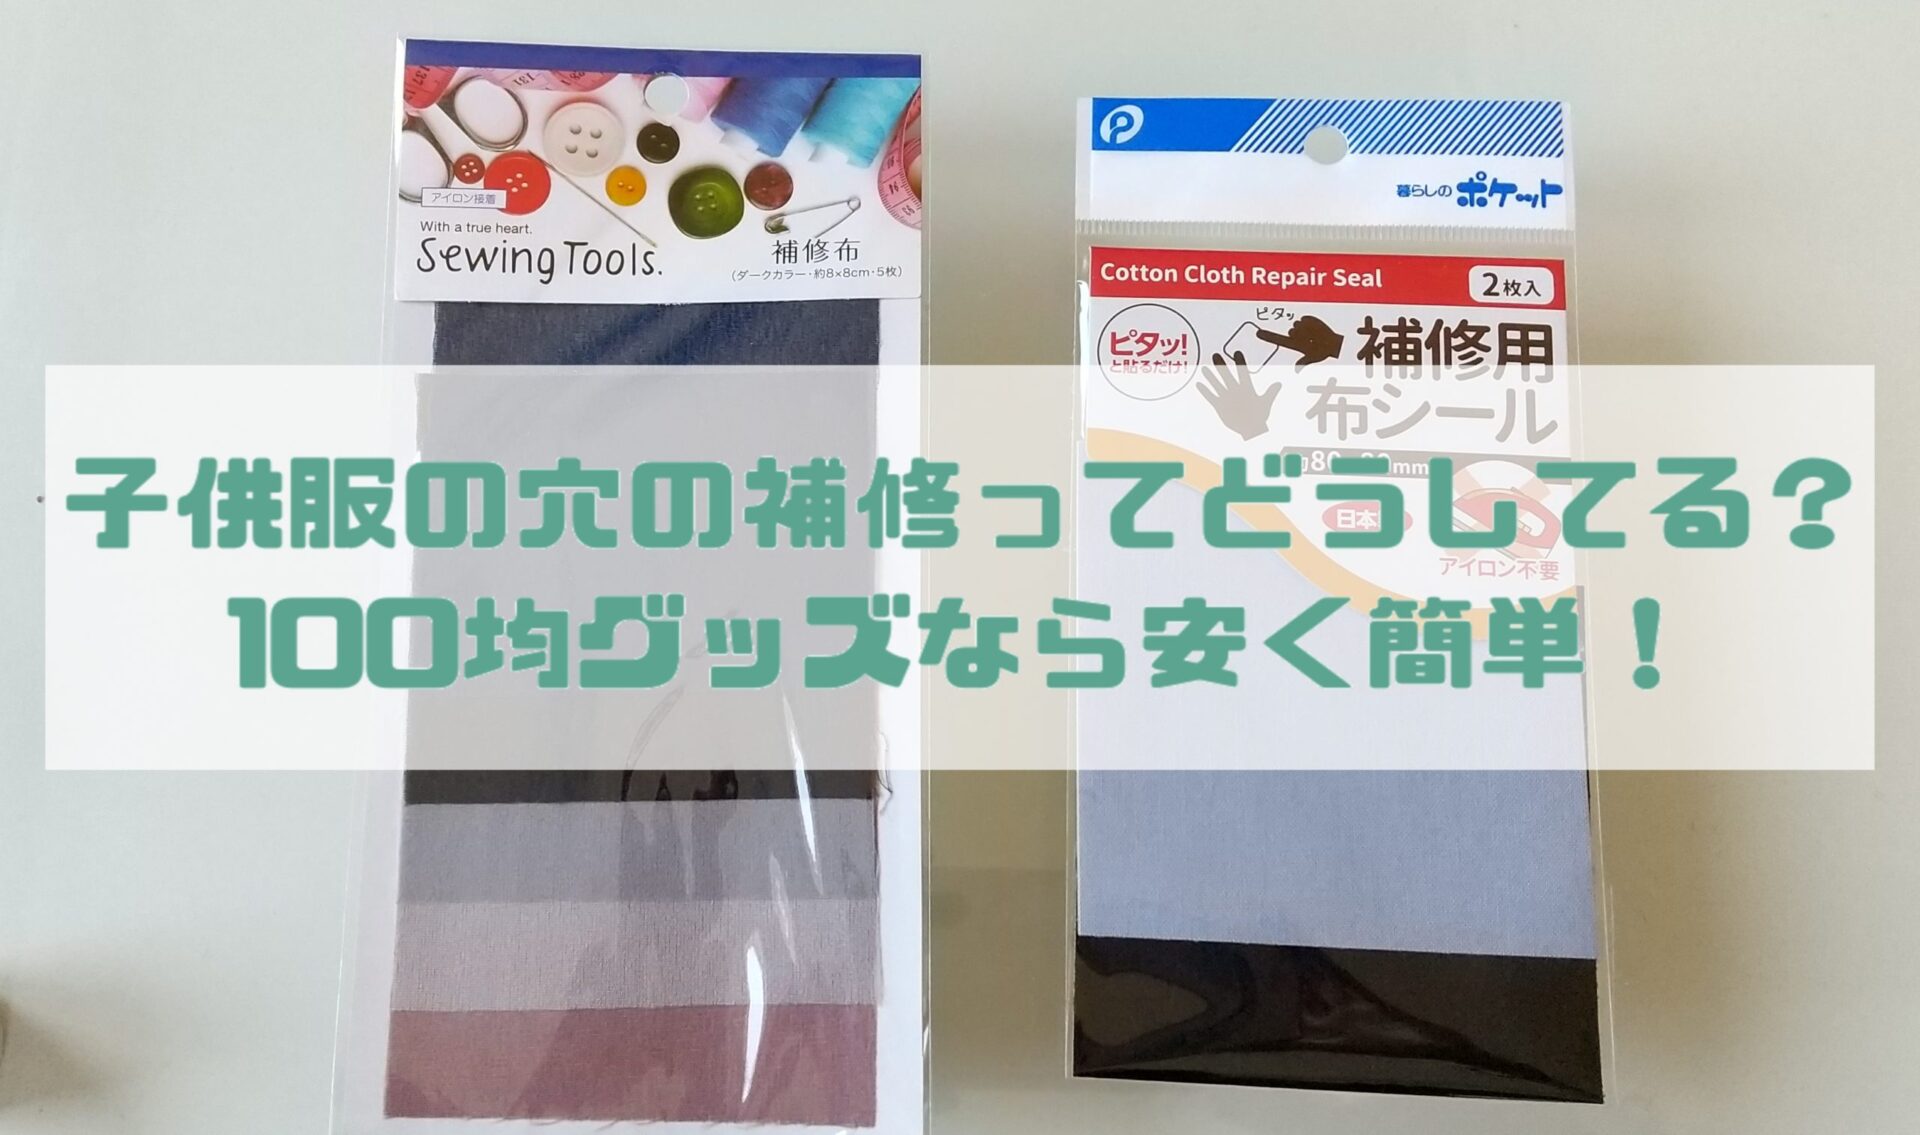 アイロン接着
With a true heart.
Sewing Tools.
補修布
(ダークカラー・約8×8cm・5枚)
暮らしのポケット
Cotton Cloth Repair Seal
2枚入
ピタッ!
と貼るだけ!
ピタッ
補修用
布シール
子供服の穴の補修ってどうしてる?
アイロン不要
100均グッズなら安く簡単!